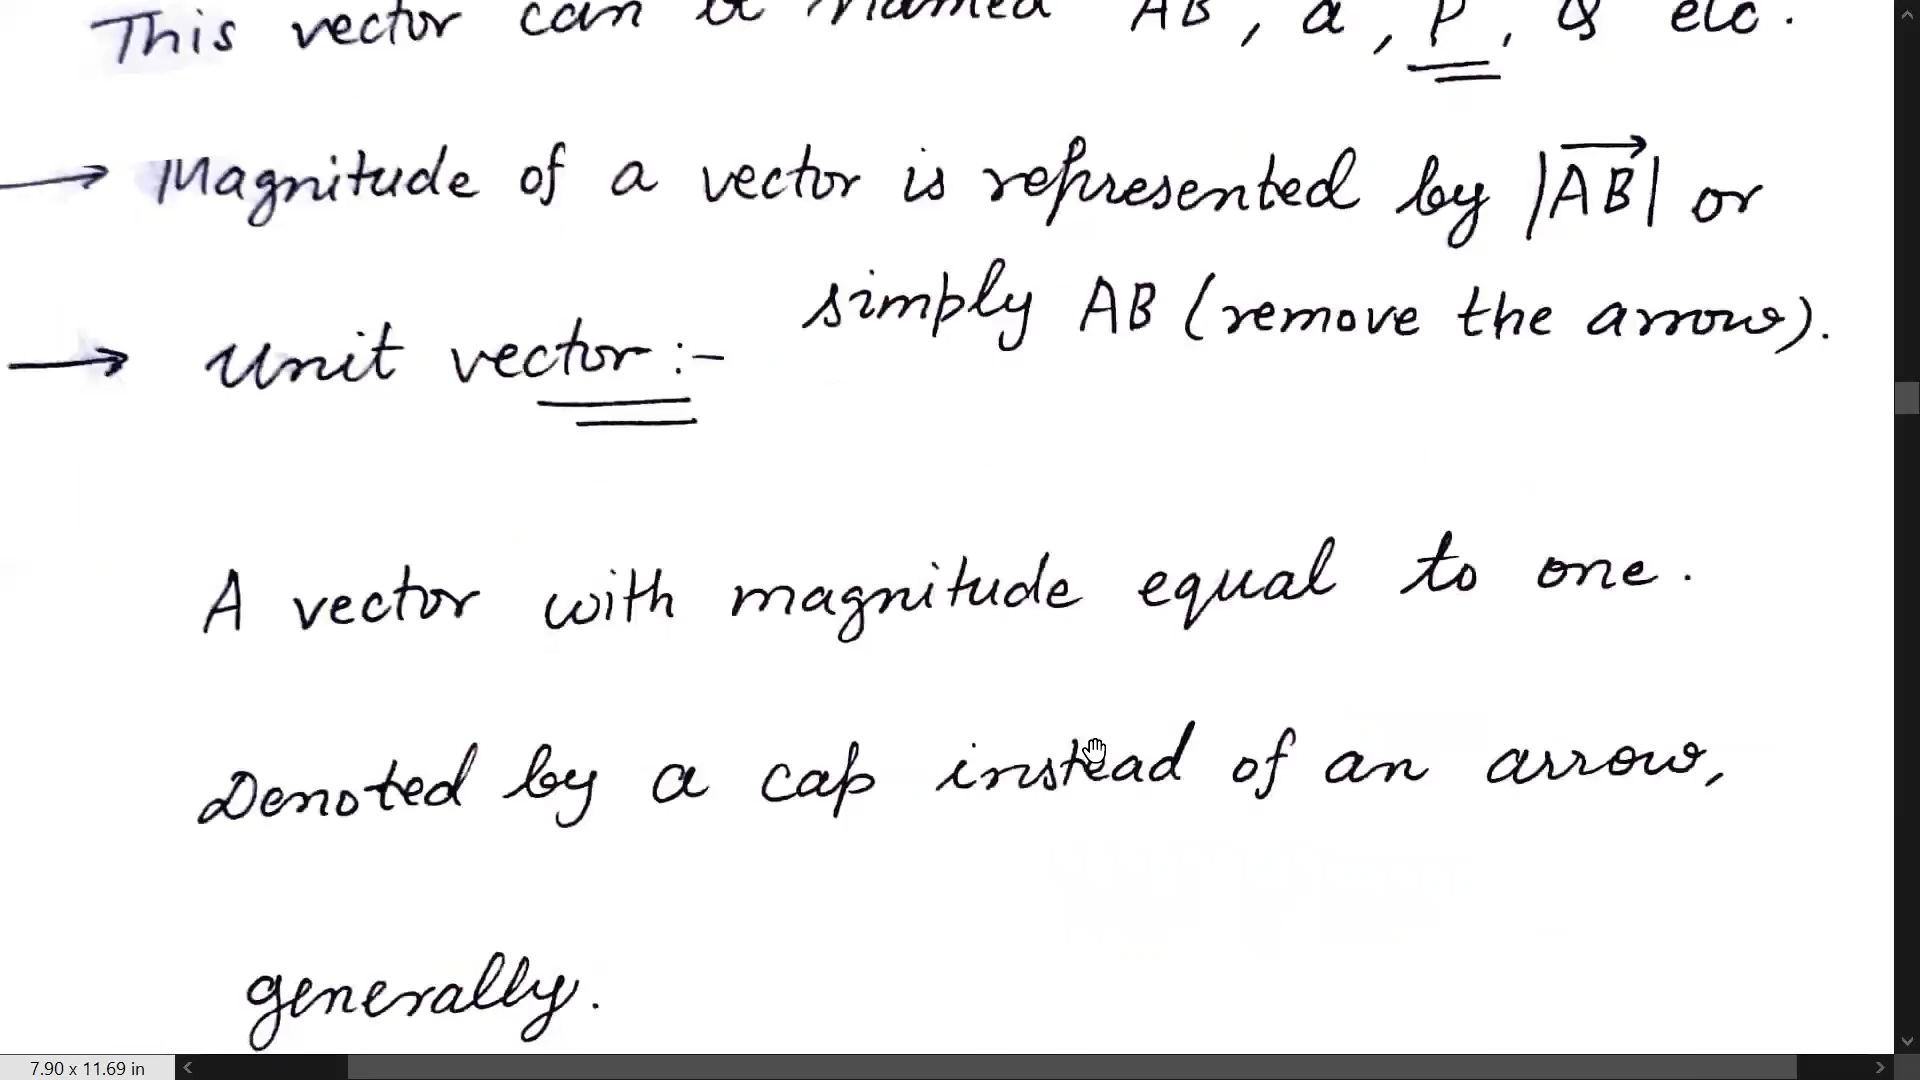 This vector can be named AB, a, P, Q etc.
→ Magnitude of a vector is represented by |\overrightarrow{AB}| or
simply AB (remove the arrow).
→ Unit vector :-
A vector with magnitude equal to one.
Denoted by a cap instead of an arrow,
generally.
7.90 x 11.69 in